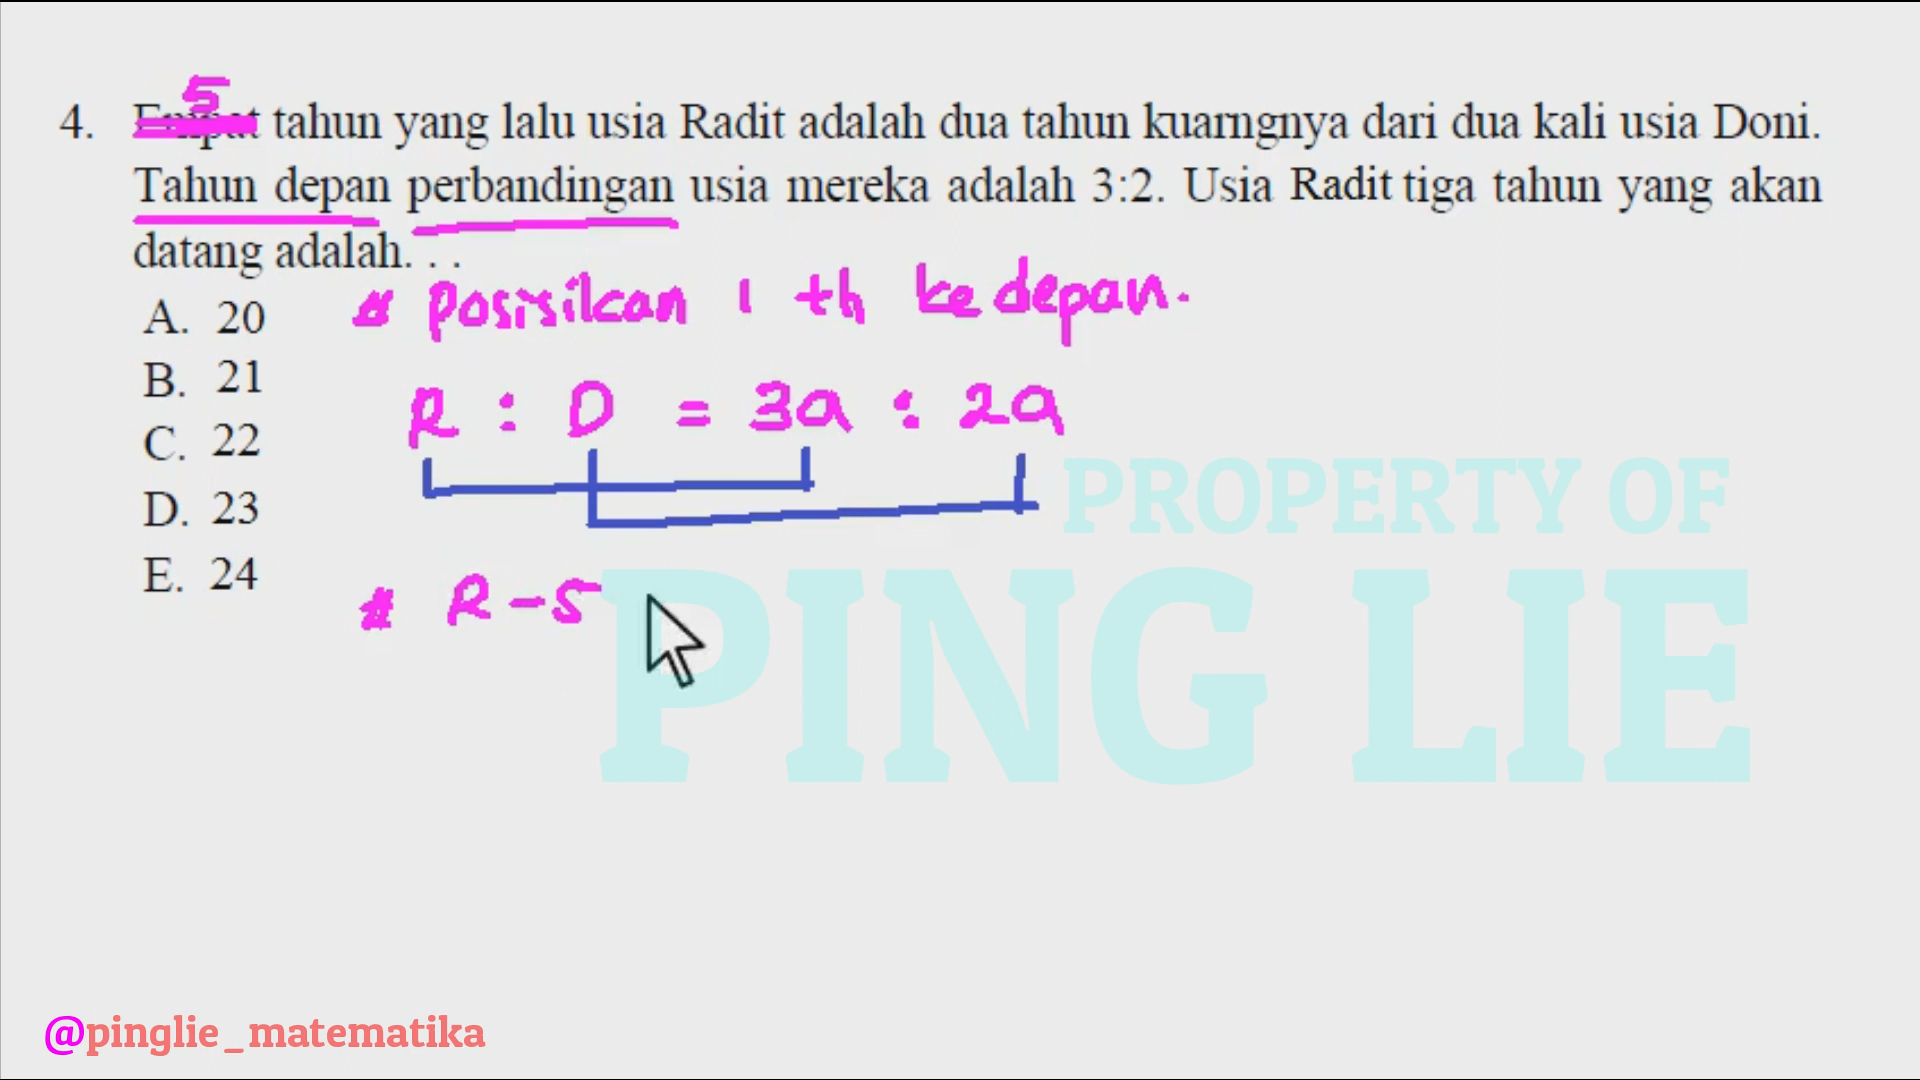 5
4. Empat tahun yang lalu usia Radit adalah dua tahun kuarngnya dari dua kali usia Doni.
Tahun depan perbandingan usia mereka adalah 3:2. Usia Radit tiga tahun yang akan
datang adalah. . .
# posisikan 1 th ke depan.
A. 20
B. 21
R : D = 3a : 2a
C. 22
D. 23
E. 24
# R - 5
PROPERTY OF
PING LIE
@pinglie_matematika